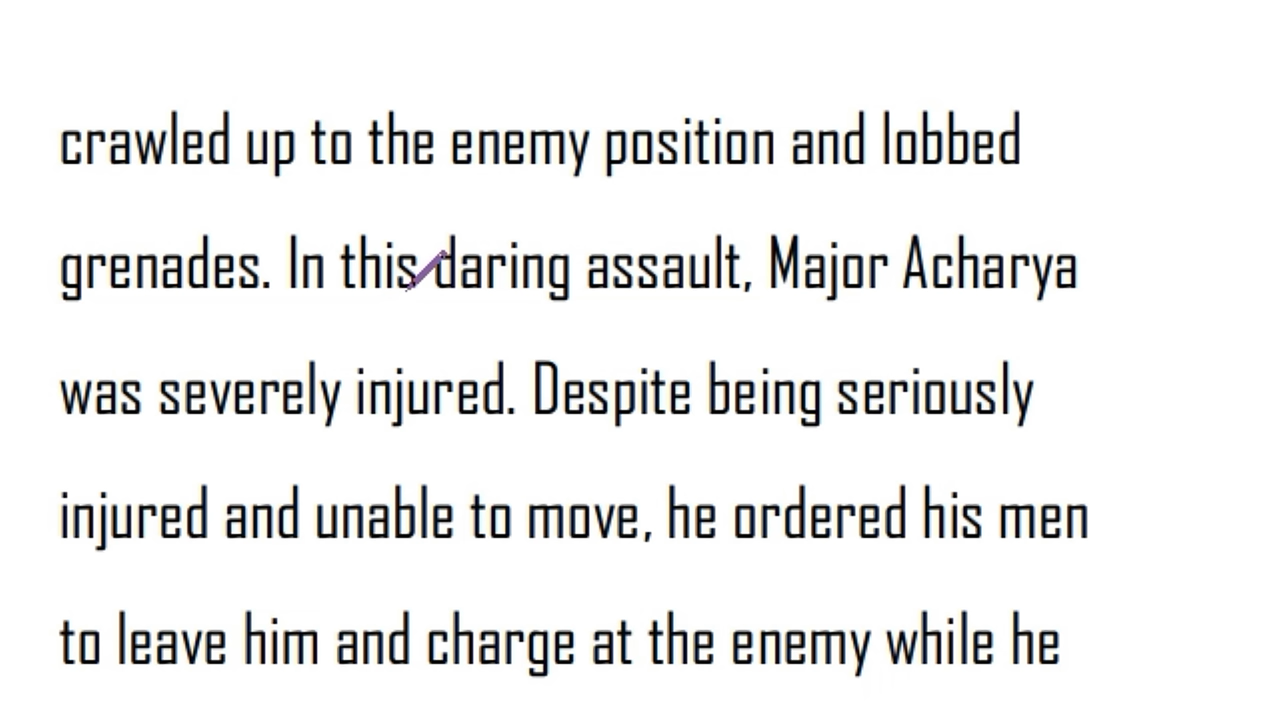 crawled up to the enemy position and lobbed
grenades. In this daring assault, Major Acharya
was severely injured. Despite being seriously
injured and unable to move, he ordered his men
to leave him and charge at the enemy while he